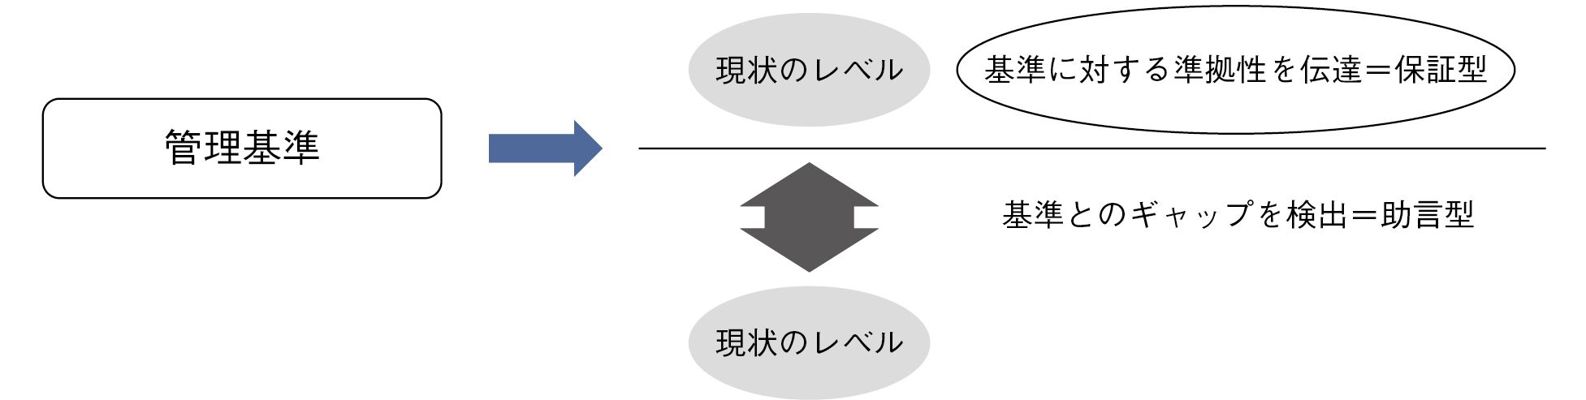 現状のレベル
基準に対する準拠性を伝達＝保証型
管理基準
基準とのギャップを検出＝助言型
現状のレベル